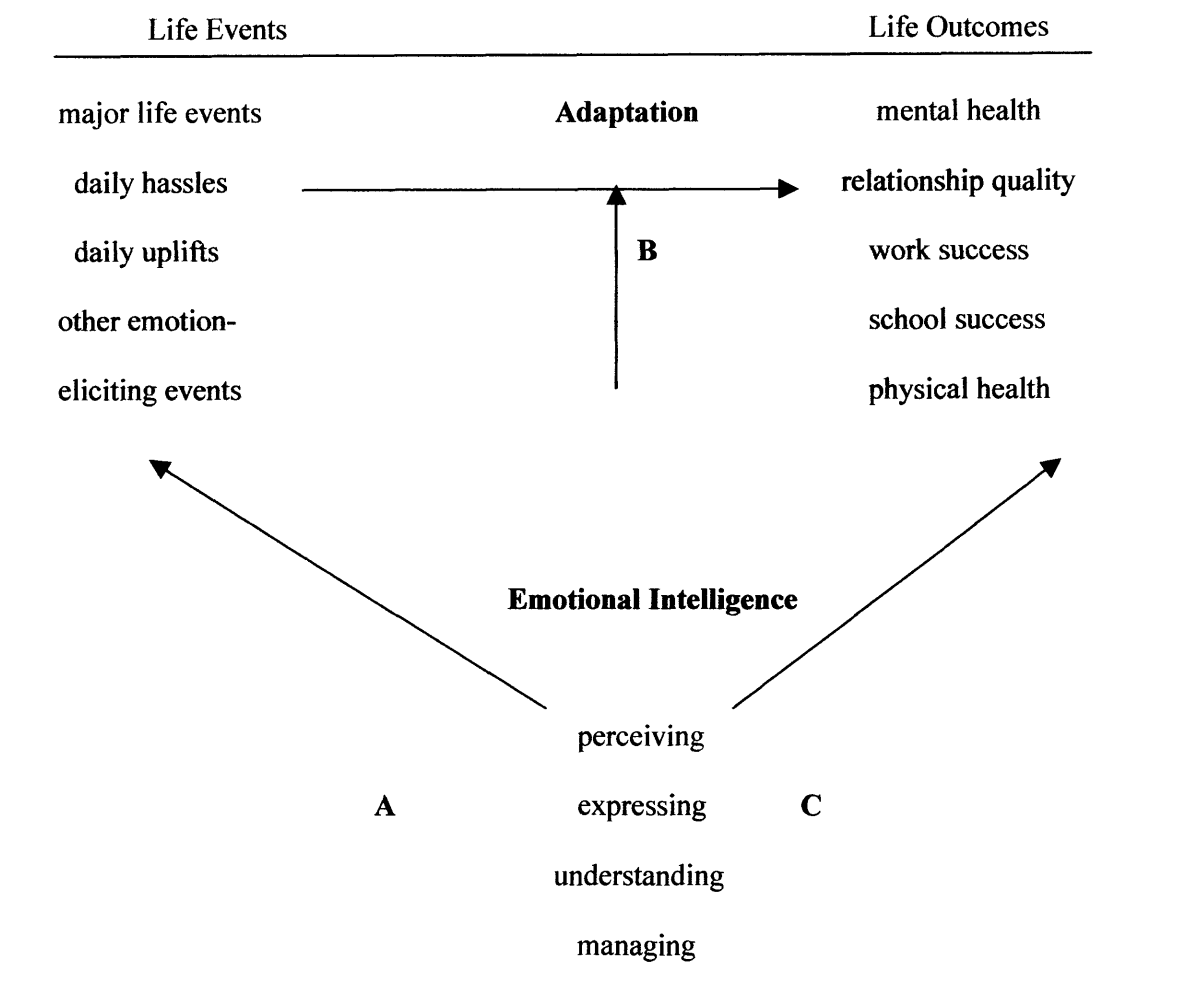 Life Events
Life Outcomes
major life events
Adaptation
mental health
daily hassles
relationship quality
daily uplifts
B
work success
other emotion-
school success
eliciting events
physical health
Emotional Intelligence
perceiving
A
expressing
C
understanding
managing